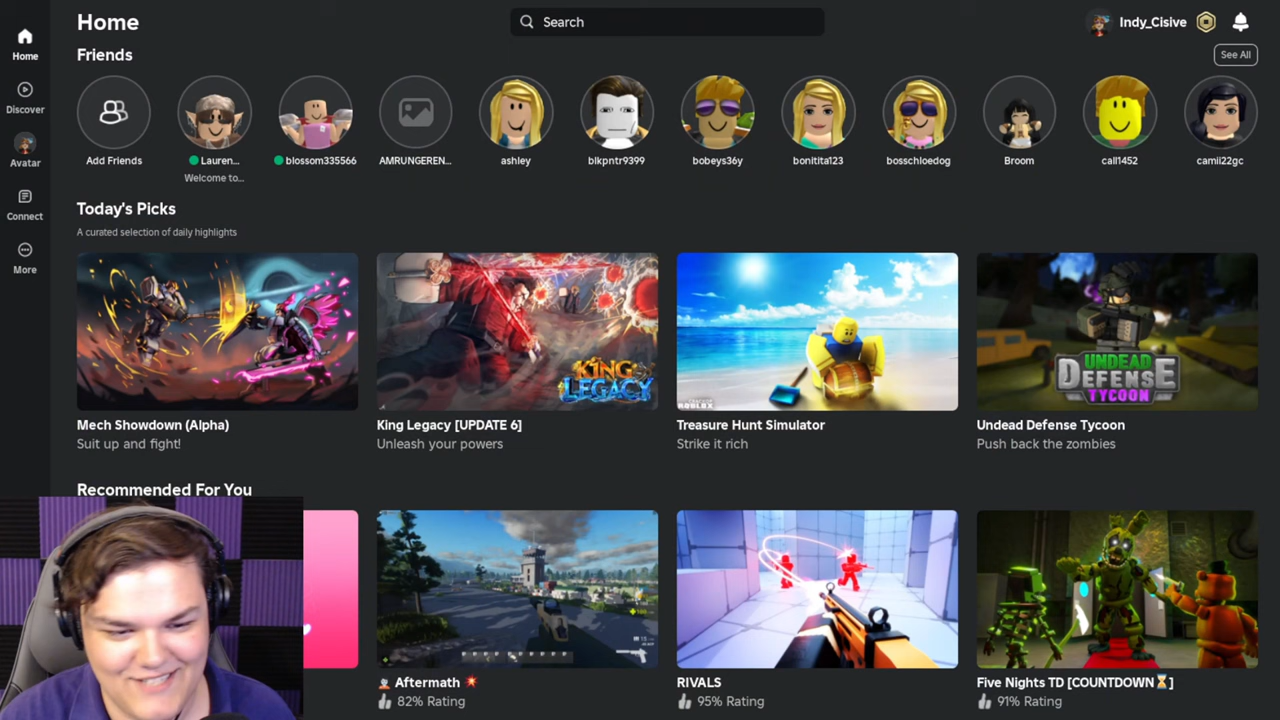 Home
Search
Indy_Cisive
Friends
See All
Home
Discover
Avatar
Connect
More
Add Friends
Lauren...
Welcome to...
blossom335566
AMRUNGEREN...
ashley
blkpntr9399
bobeys36y
bonitita123
bosschloedog
Broom
call1452
camii22gc
Today's Picks
A curated selection of daily highlights
KING
LEGACY
ROBLOX
UNDEAD
DEFENSE
TYCOON
Mech Showdown (Alpha)
Suit up and fight!
King Legacy [UPDATE 6]
Unleash your powers
Treasure Hunt Simulator
Strike it rich
Undead Defense Tycoon
Push back the zombies
Recommended For You
Aftermath
82% Rating
RIVALS
95% Rating
Five Nights TD [COUNTDOWN⌛]
91% Rating